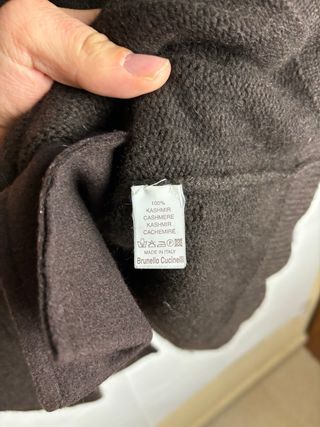 100%
KASHMIR
CASHMERE
KASHMIR
CACHEMIRE
MADE IN ITALY
Brunello Cucinelli